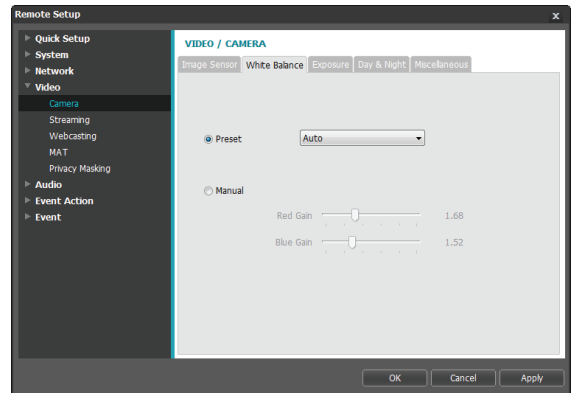 Remote Setup x
Quick Setup
System
Network
Video
Camera
Streaming
Webcasting
MAT
Privacy Masking
Audio
Event Action
Event
VIDEO / CAMERA
Image Sensor White Balance Exposure Day & Night Miscellaneous
Preset Auto
Manual
Red Gain 1.68
Blue Gain 1.52
OK Cancel Apply